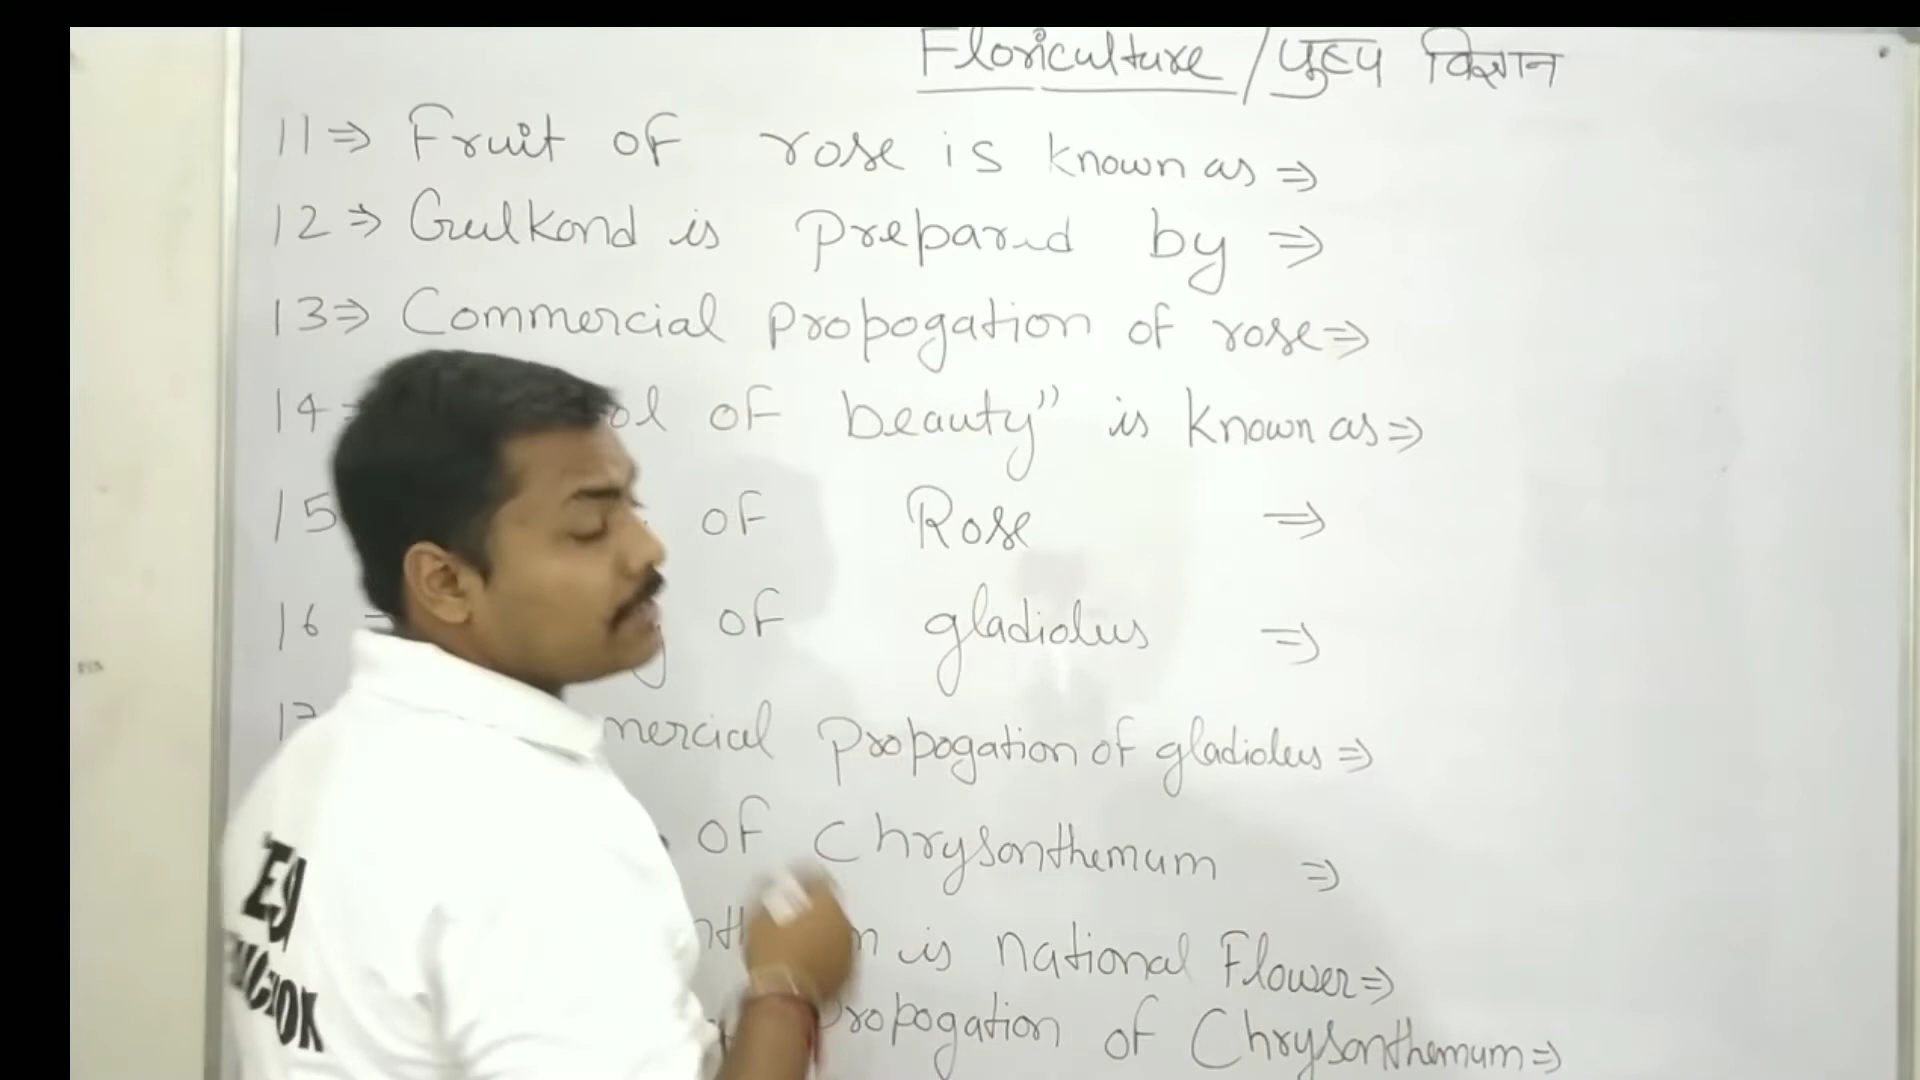 Floriculture / पुष्प विज्ञान
11⇒ Fruit of rose is known as ⇒
12⇒ Gulkond is prepared by ⇒
13⇒ Commercial propogation of rose⇒
14 of beauty" is known as⇒
15 of Rose ⇒
16 of gladiolus ⇒
17 propogation of gladiolus⇒
of Chrysonthemum ⇒
is national Flower⇒
propogation of Chrysonthemum⇒